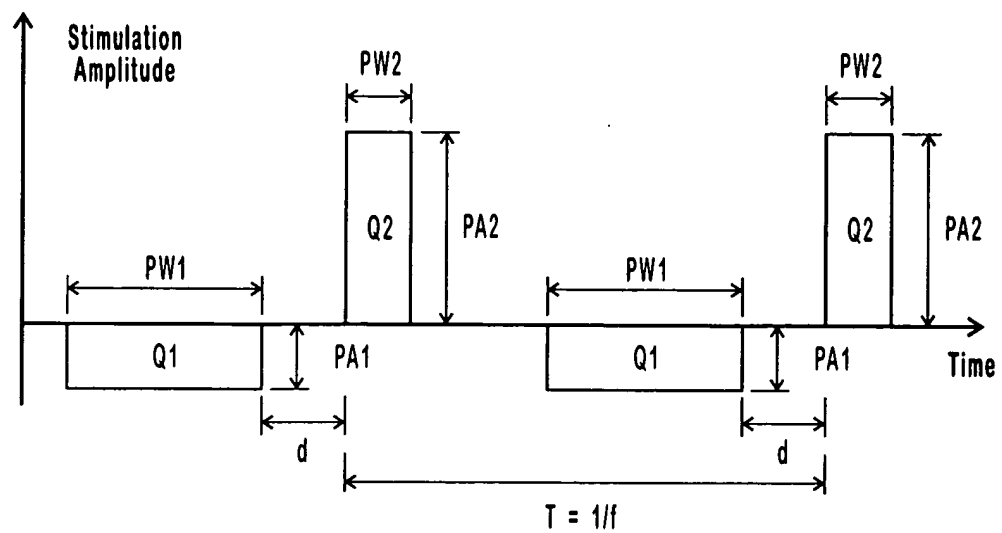 Stimulation
Amplitude
PW2
PW2
Q2
PA2
Q2
PA2
PW1
PW1
Q1
PA1
Q1
PA1
Time
d
d
T = 1/f